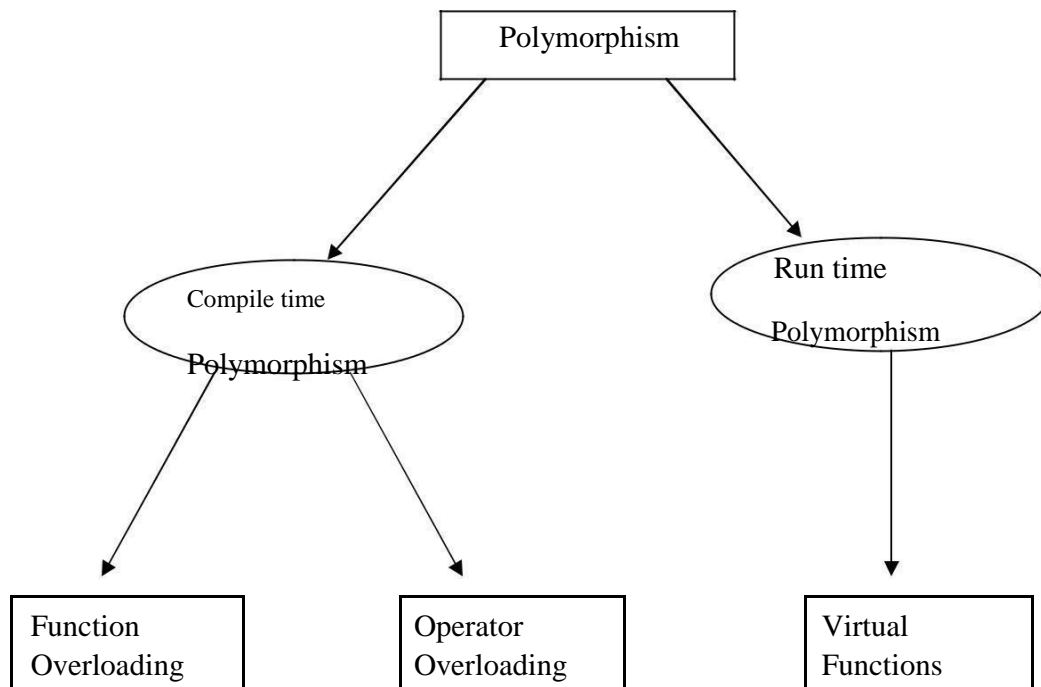 Polymorphism
Compile time
Polymorphism
Run time
Polymorphism
Function
Overloading
Operator
Overloading
Virtual
Functions